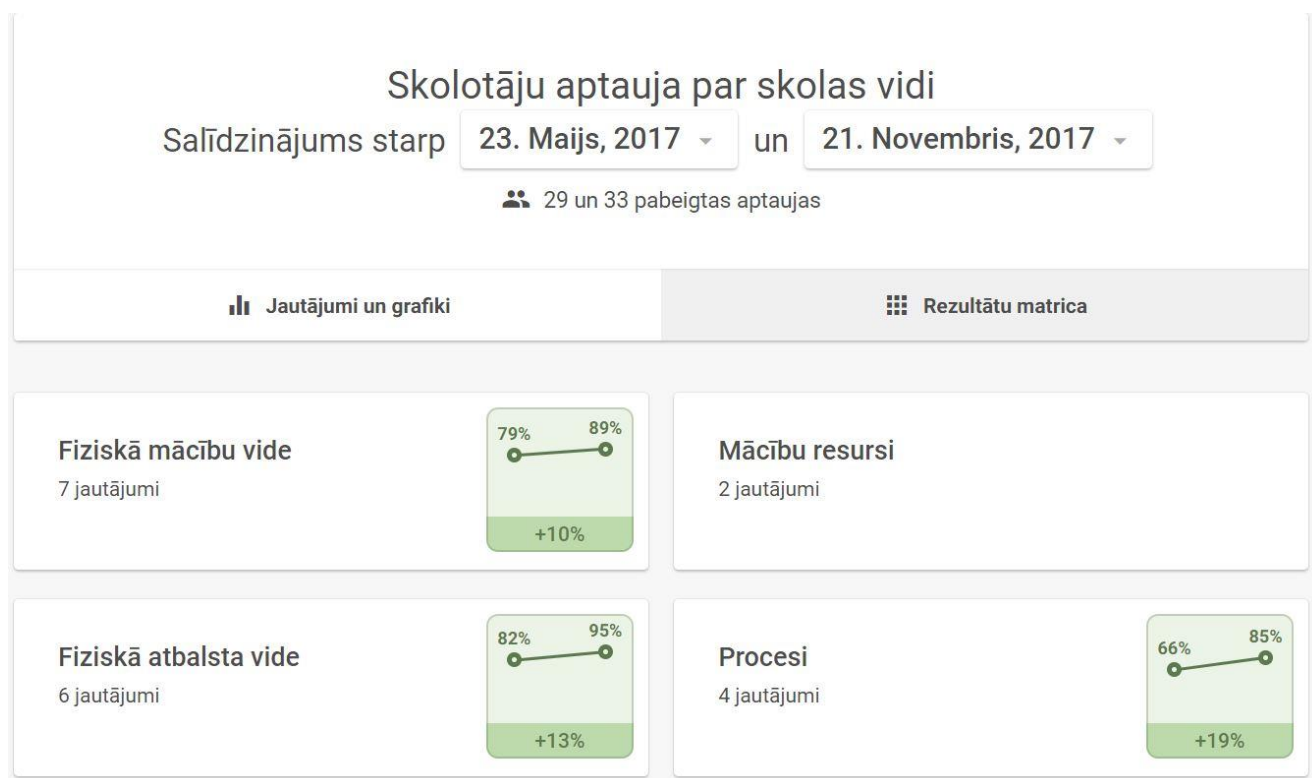 Skolotāju aptauja par skolas vidi
Salīdzinājums starp 23. Maijs, 2017 un 21. Novembris, 2017
29 un 33 pabeigtas aptaujas
Jautājumi un grafiki
Rezultātu matrica
Fiziskā mācību vide
7 jautājumi
79% 89%
+10%
Mācību resursi
2 jautājumi
Fiziskā atbalsta vide
6 jautājumi
82% 95%
+13%
Procesi
4 jautājumi
66% 85%
+19%